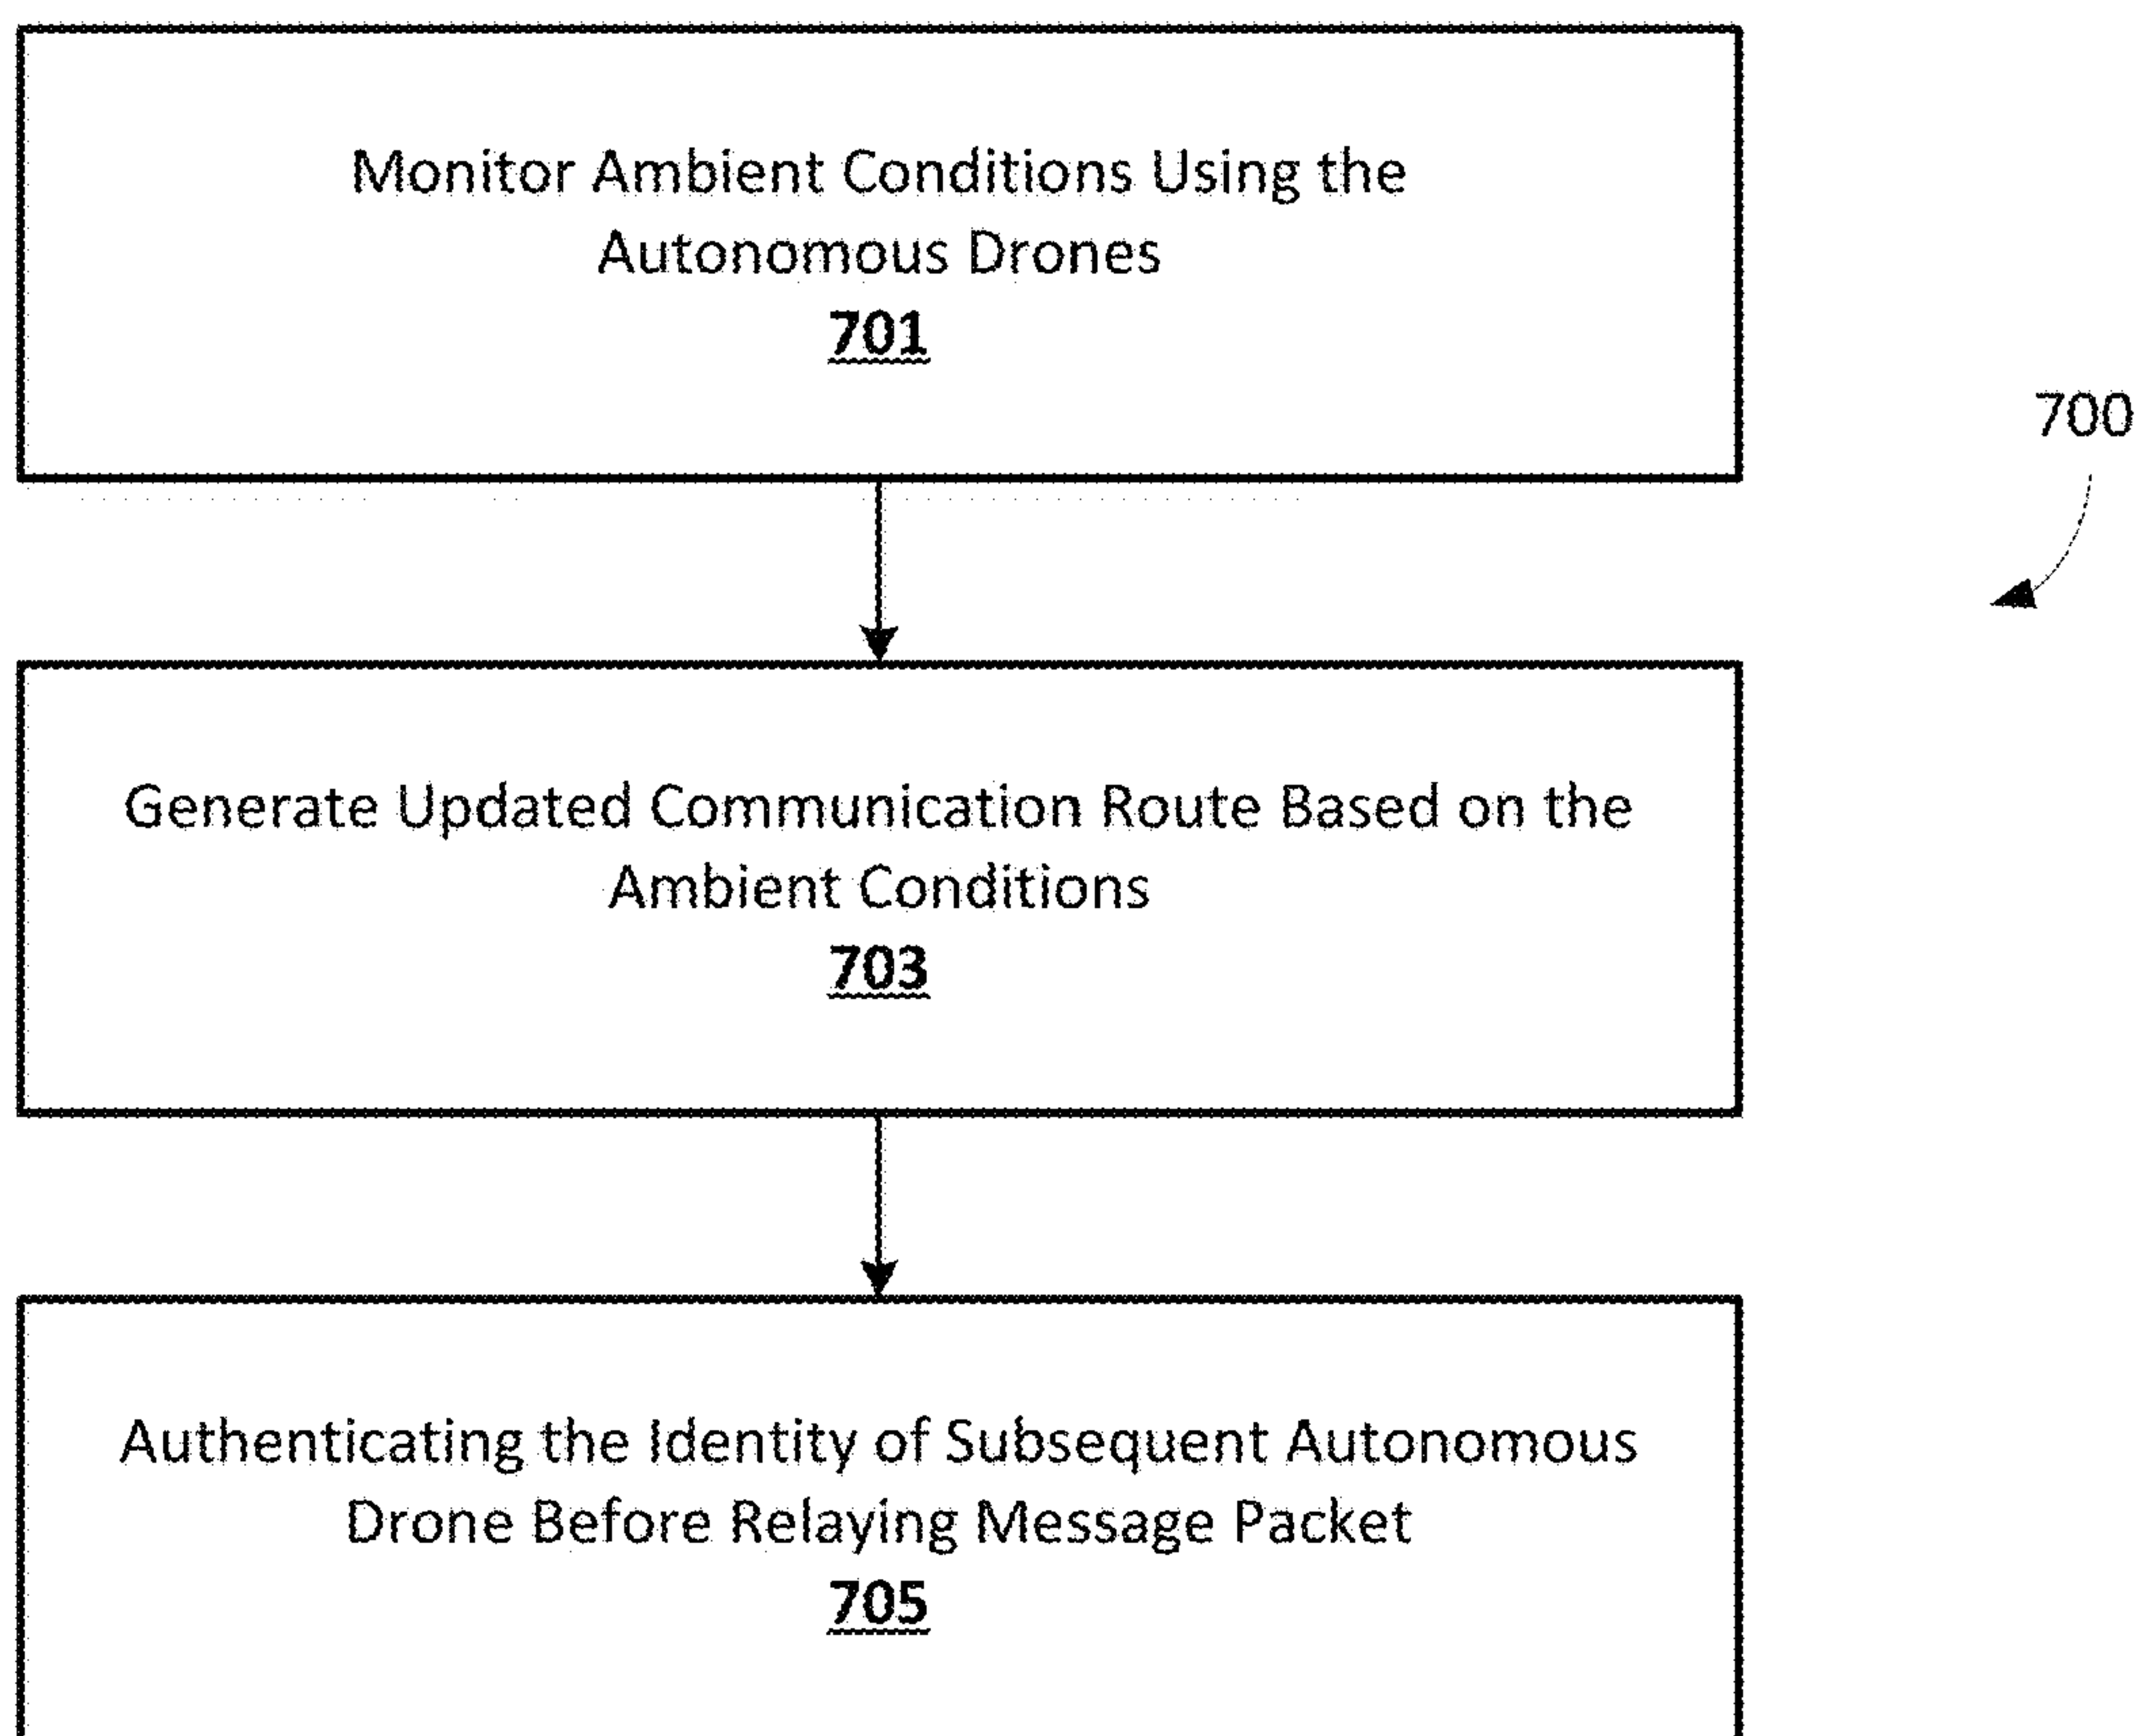 Monitor Ambient Conditions Using the
Autonomous Drones
701
700
Generate Updated Communication Route Based on the
Ambient Conditions
703
Authenticating the Identity of Subsequent Autonomous
Drone Before Relaying Message Packet
705